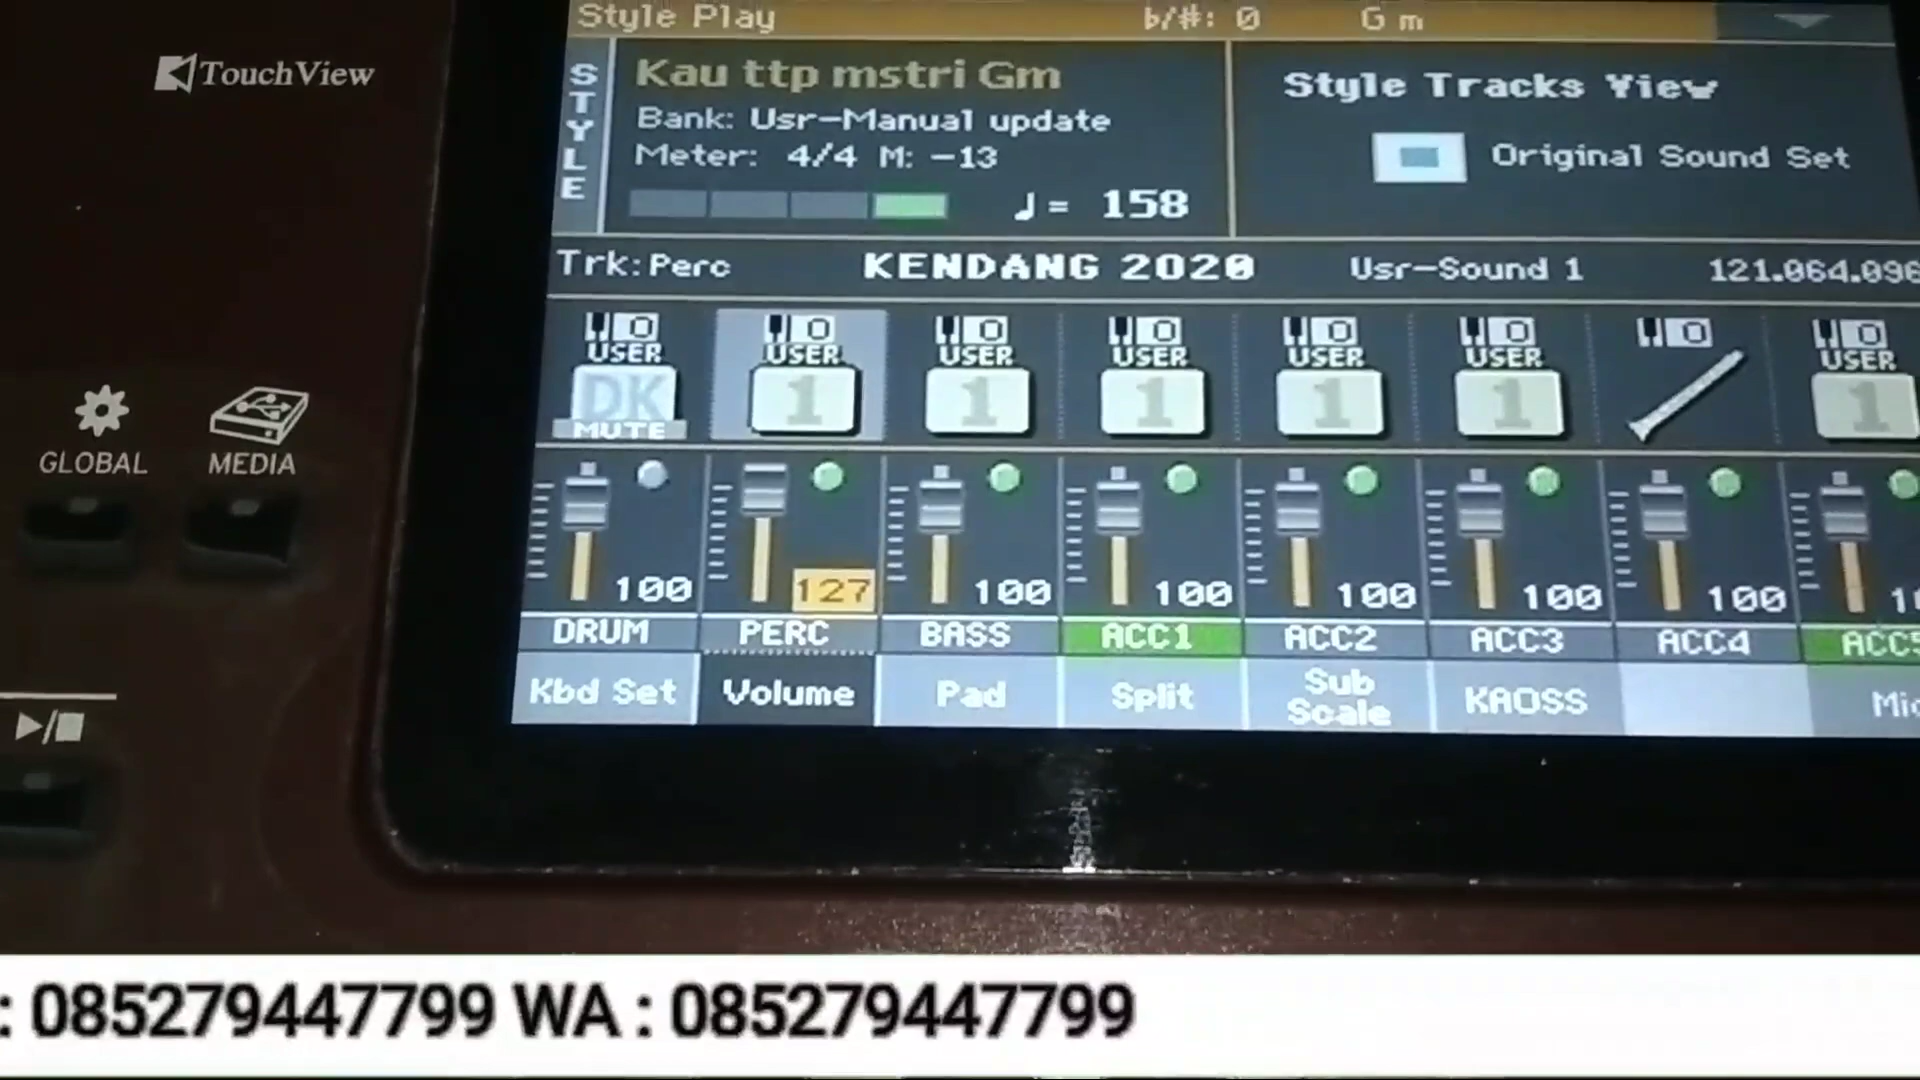 Style Play b/#: 0 G m
TouchView
STYLE
Kau ttp mstri Gm
Style Tracks View
Bank: Usr-Manual update
Meter: 4/4 M: -13
Original Sound Set
♩= 158
Trk: Perc KENDANG 2020 Usr-Sound 1 121.064.096
USER USER USER USER USER USER USER
DK 1 1 1 1 1 1
MUTE
GLOBAL MEDIA
100 127 100 100 100 100 100
DRUM PERC BASS ACC1 ACC2 ACC3 ACC4 ACC5
Kbd Set Volume Pad Split Sub Scale KAOSS
: 085279447799 WA : 085279447799